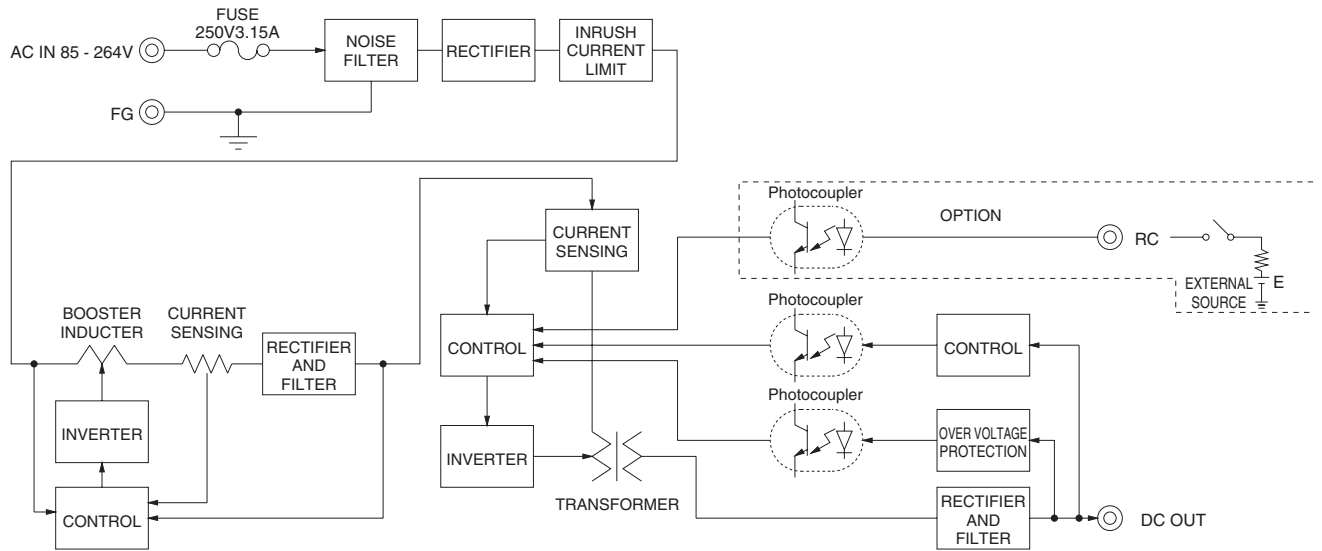 FUSE
250V3.15A
AC IN 85 - 264V
NOISE
FILTER
RECTIFIER
INRUSH
CURRENT
LIMIT
FG
Photocoupler
OPTION
RC
CURRENT
SENSING
EXTERNAL
SOURCE
E
BOOSTER
INDUCTER
CURRENT
SENSING
RECTIFIER
AND
FILTER
CONTROL
Photocoupler
CONTROL
Photocoupler
INVERTER
INVERTER
OVER VOLTAGE
PROTECTION
TRANSFORMER
CONTROL
RECTIFIER
AND
FILTER
DC OUT